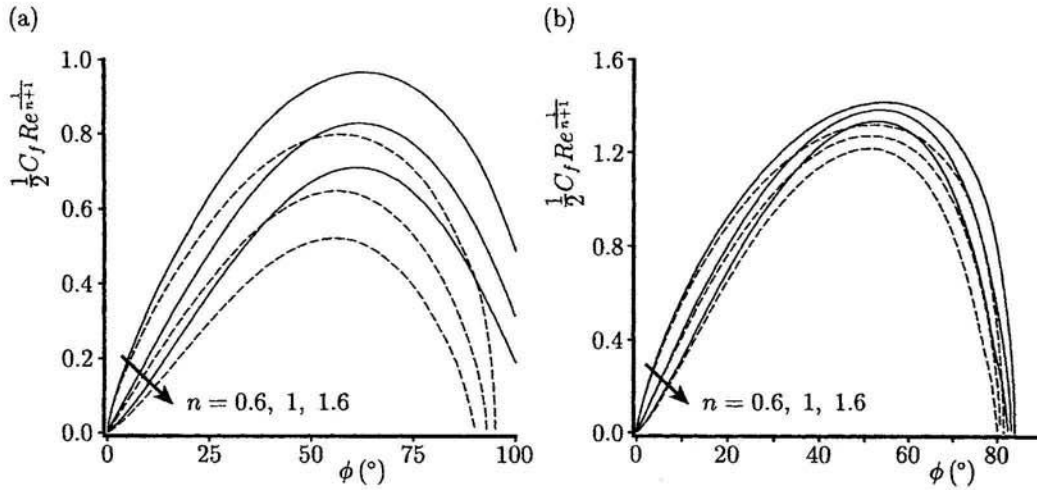 (a)
½ C_f Re^{1/(n+1)}
1.0
0.8
0.6
0.4
0.2
0.0
0
25
50
75
100
ϕ (°)
n = 0.6, 1, 1.6
(b)
½ C_f Re^{1/(n+1)}
1.6
1.2
0.8
0.4
0.0
0
20
40
60
80
ϕ (°)
n = 0.6, 1, 1.6